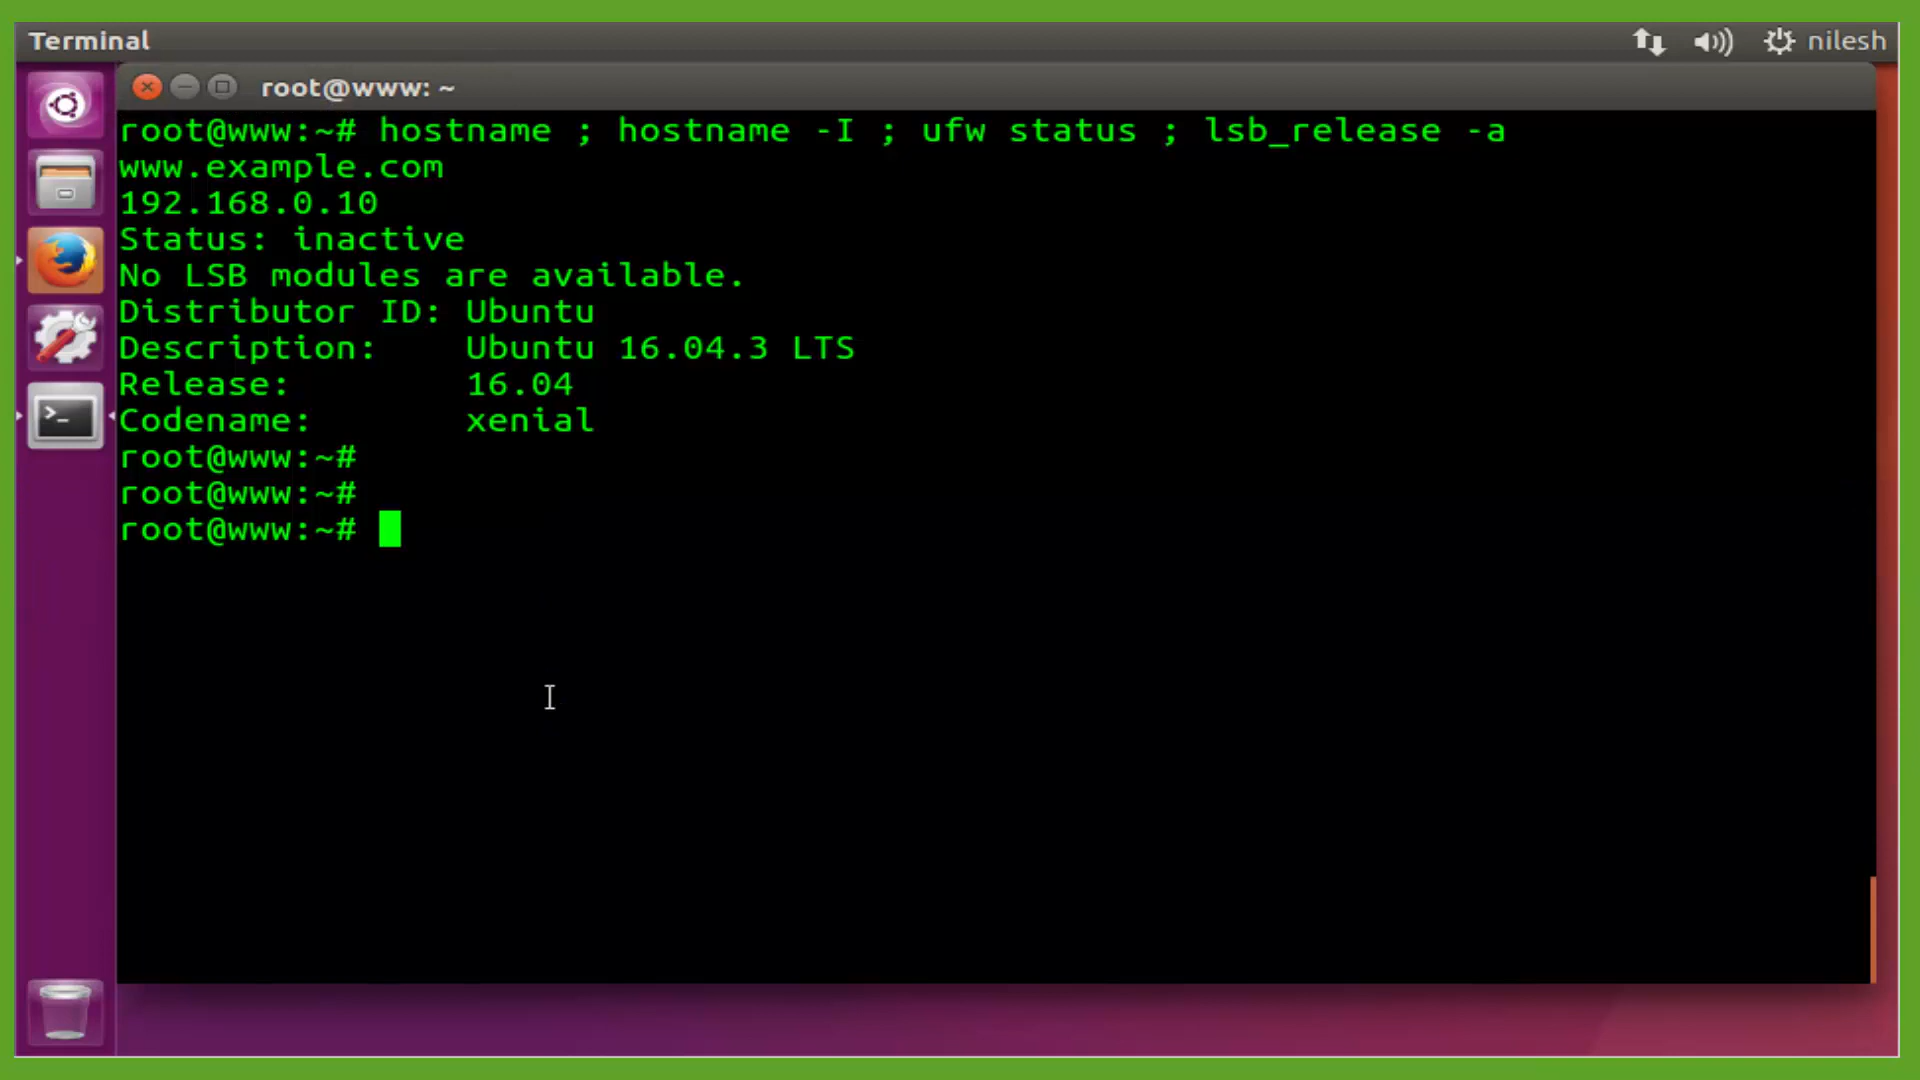 Terminal
nilesh
root@www: ~
root@www:~# hostname ; hostname -I ; ufw status ; lsb_release -a
www.example.com
192.168.0.10
Status: inactive
No LSB modules are available.
Distributor ID: Ubuntu
Description:    Ubuntu 16.04.3 LTS
Release:        16.04
Codename:       xenial
root@www:~#
root@www:~#
root@www:~#